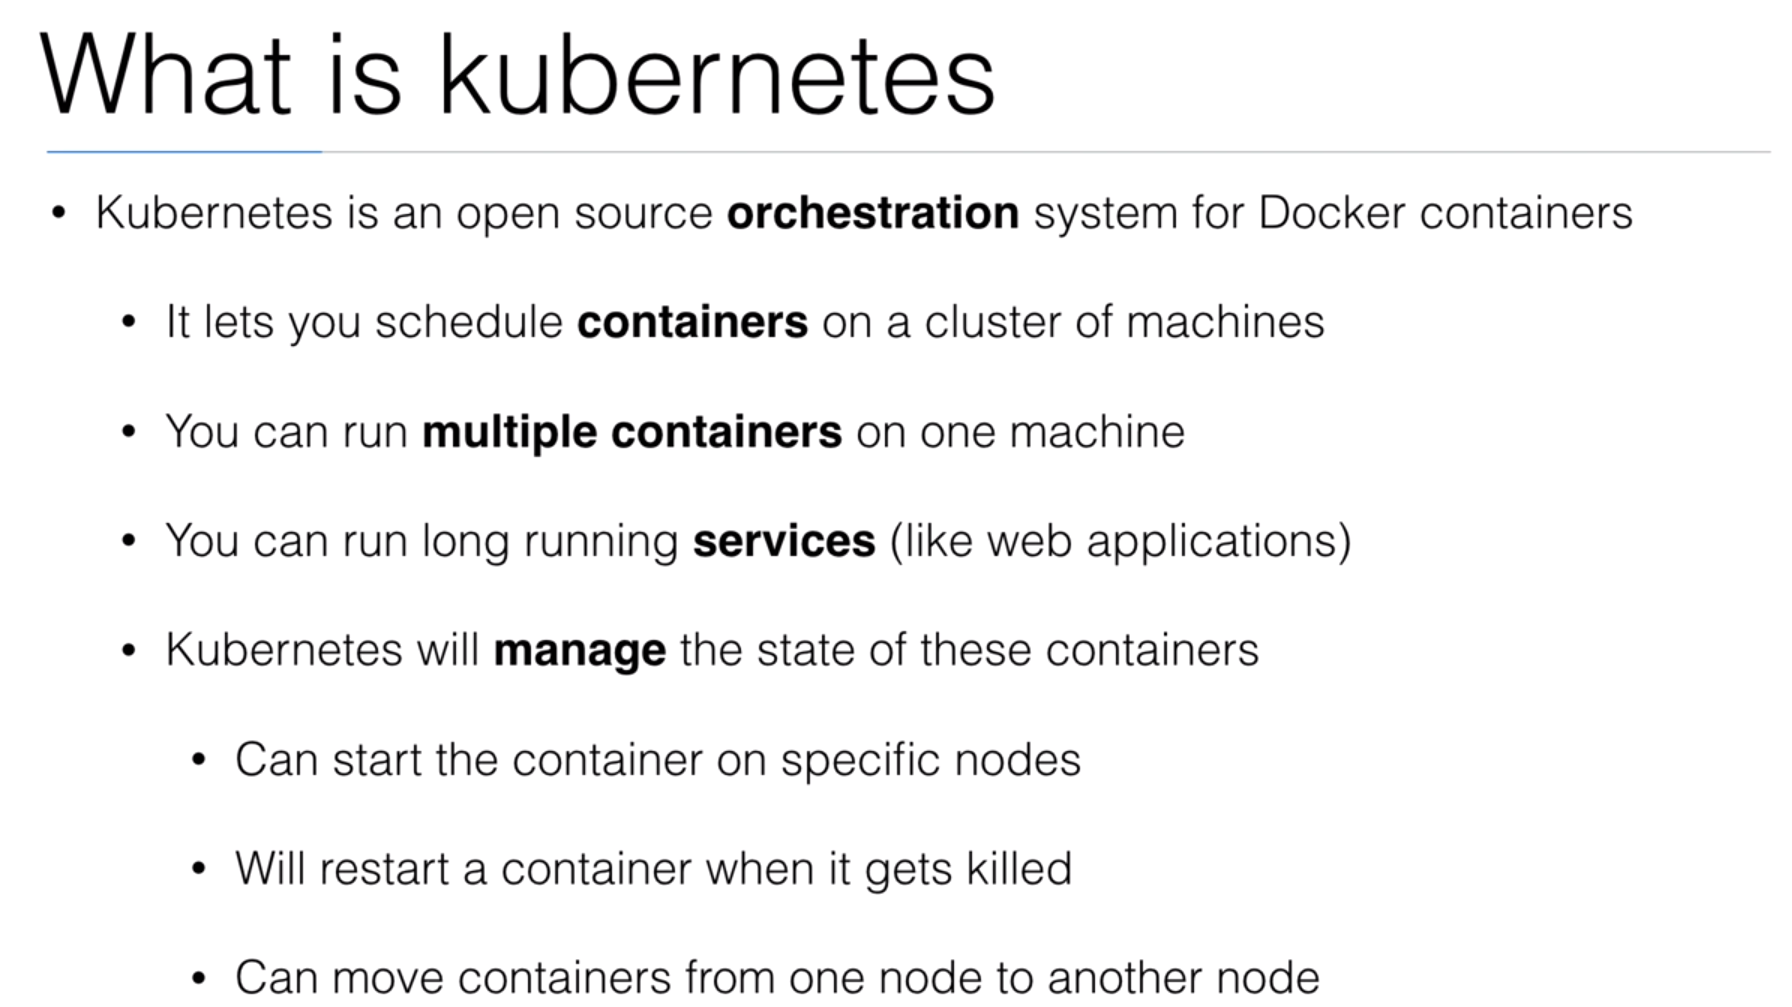 What is kubernetes
• Kubernetes is an open source orchestration system for Docker containers
• It lets you schedule containers on a cluster of machines
• You can run multiple containers on one machine
• You can run long running services (like web applications)
• Kubernetes will manage the state of these containers
• Can start the container on specific nodes
• Will restart a container when it gets killed
• Can move containers from one node to another node